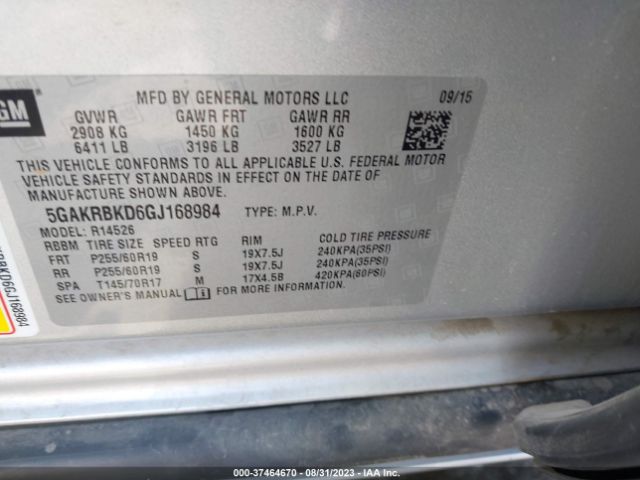 GM
MFD BY GENERAL MOTORS LLC 09/15
GVWR GAWR FRT GAWR RR
2908 KG 1450 KG 1600 KG
6411 LB 3196 LB 3527 LB
THIS VEHICLE CONFORMS TO ALL APPLICABLE U.S. FEDERAL MOTOR
VEHICLE SAFETY STANDARDS IN EFFECT ON THE DATE OF
MANUFACTURE SHOWN ABOVE.
5GAKRBKD6GJ168984 TYPE: M.P.V.
MODEL: R14526
RBBM TIRE SIZE SPEED RTG RIM COLD TIRE PRESSURE
FRT P255/60R19 S 19X7.5J 240KPA(35PSI)
RR P255/60R19 S 19X7.5J 240KPA(35PSI)
SPA T145/70R17 M 17X4.5B 420KPA(60PSI)
SEE OWNER'S MANUAL FOR MORE INFORMATION.
RBKD6GJ168984
000-37464670 - 08/31/2023 - IAA Inc.